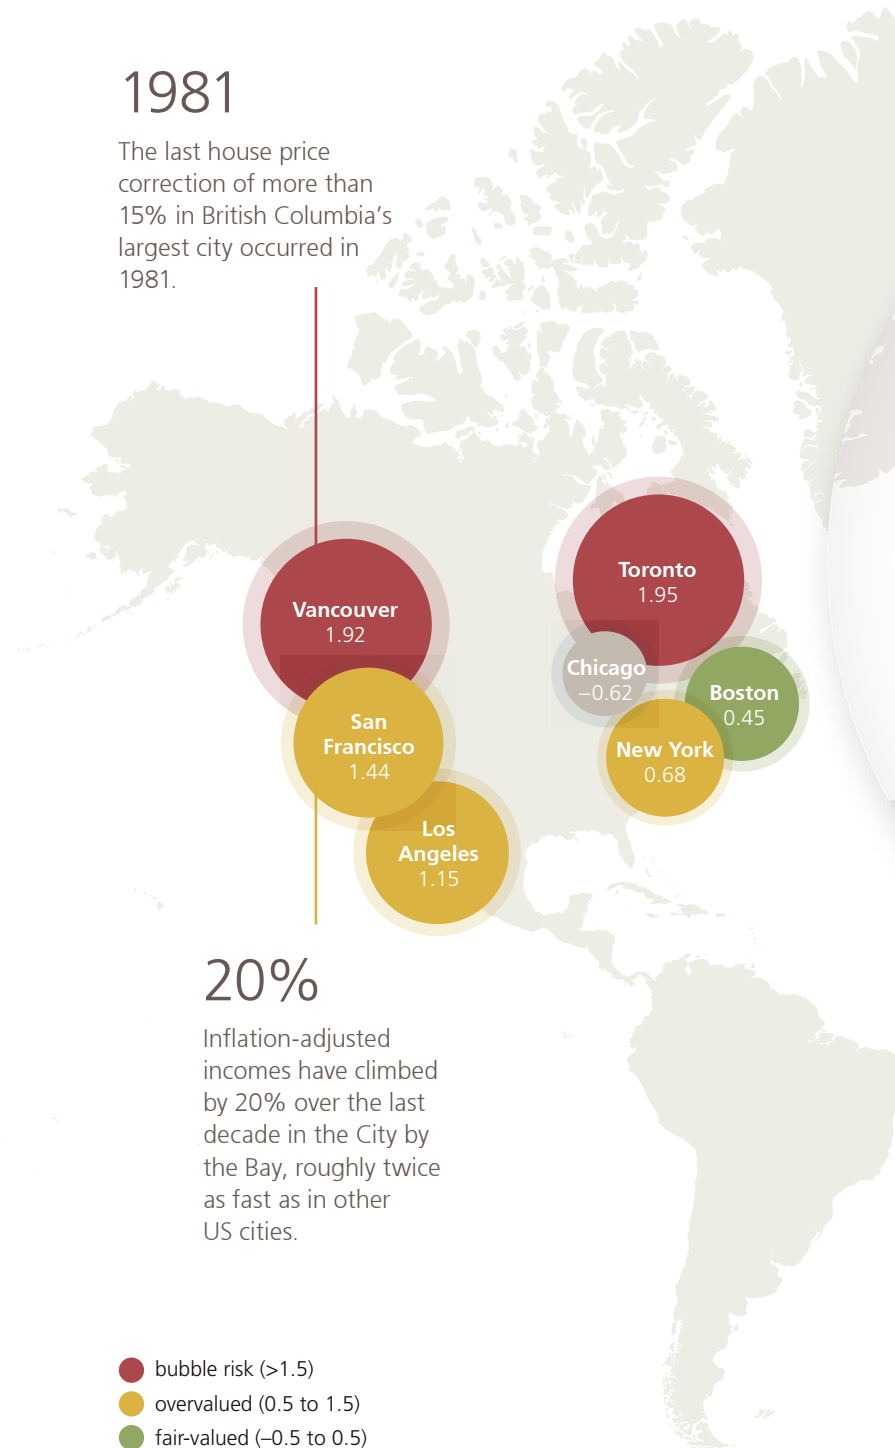 1981
The last house price
correction of more than
15% in British Columbia’s
largest city occurred in
1981.
Toronto
1.95
Vancouver
1.92
Chicago
–0.62
Boston
0.45
San
Francisco
1.44
New York
0.68
Los
Angeles
1.15
20%
Inflation-adjusted
incomes have climbed
by 20% over the last
decade in the City by
the Bay, roughly twice
as fast as in other
US cities.
bubble risk (>1.5)
overvalued (0.5 to 1.5)
fair-valued (–0.5 to 0.5)